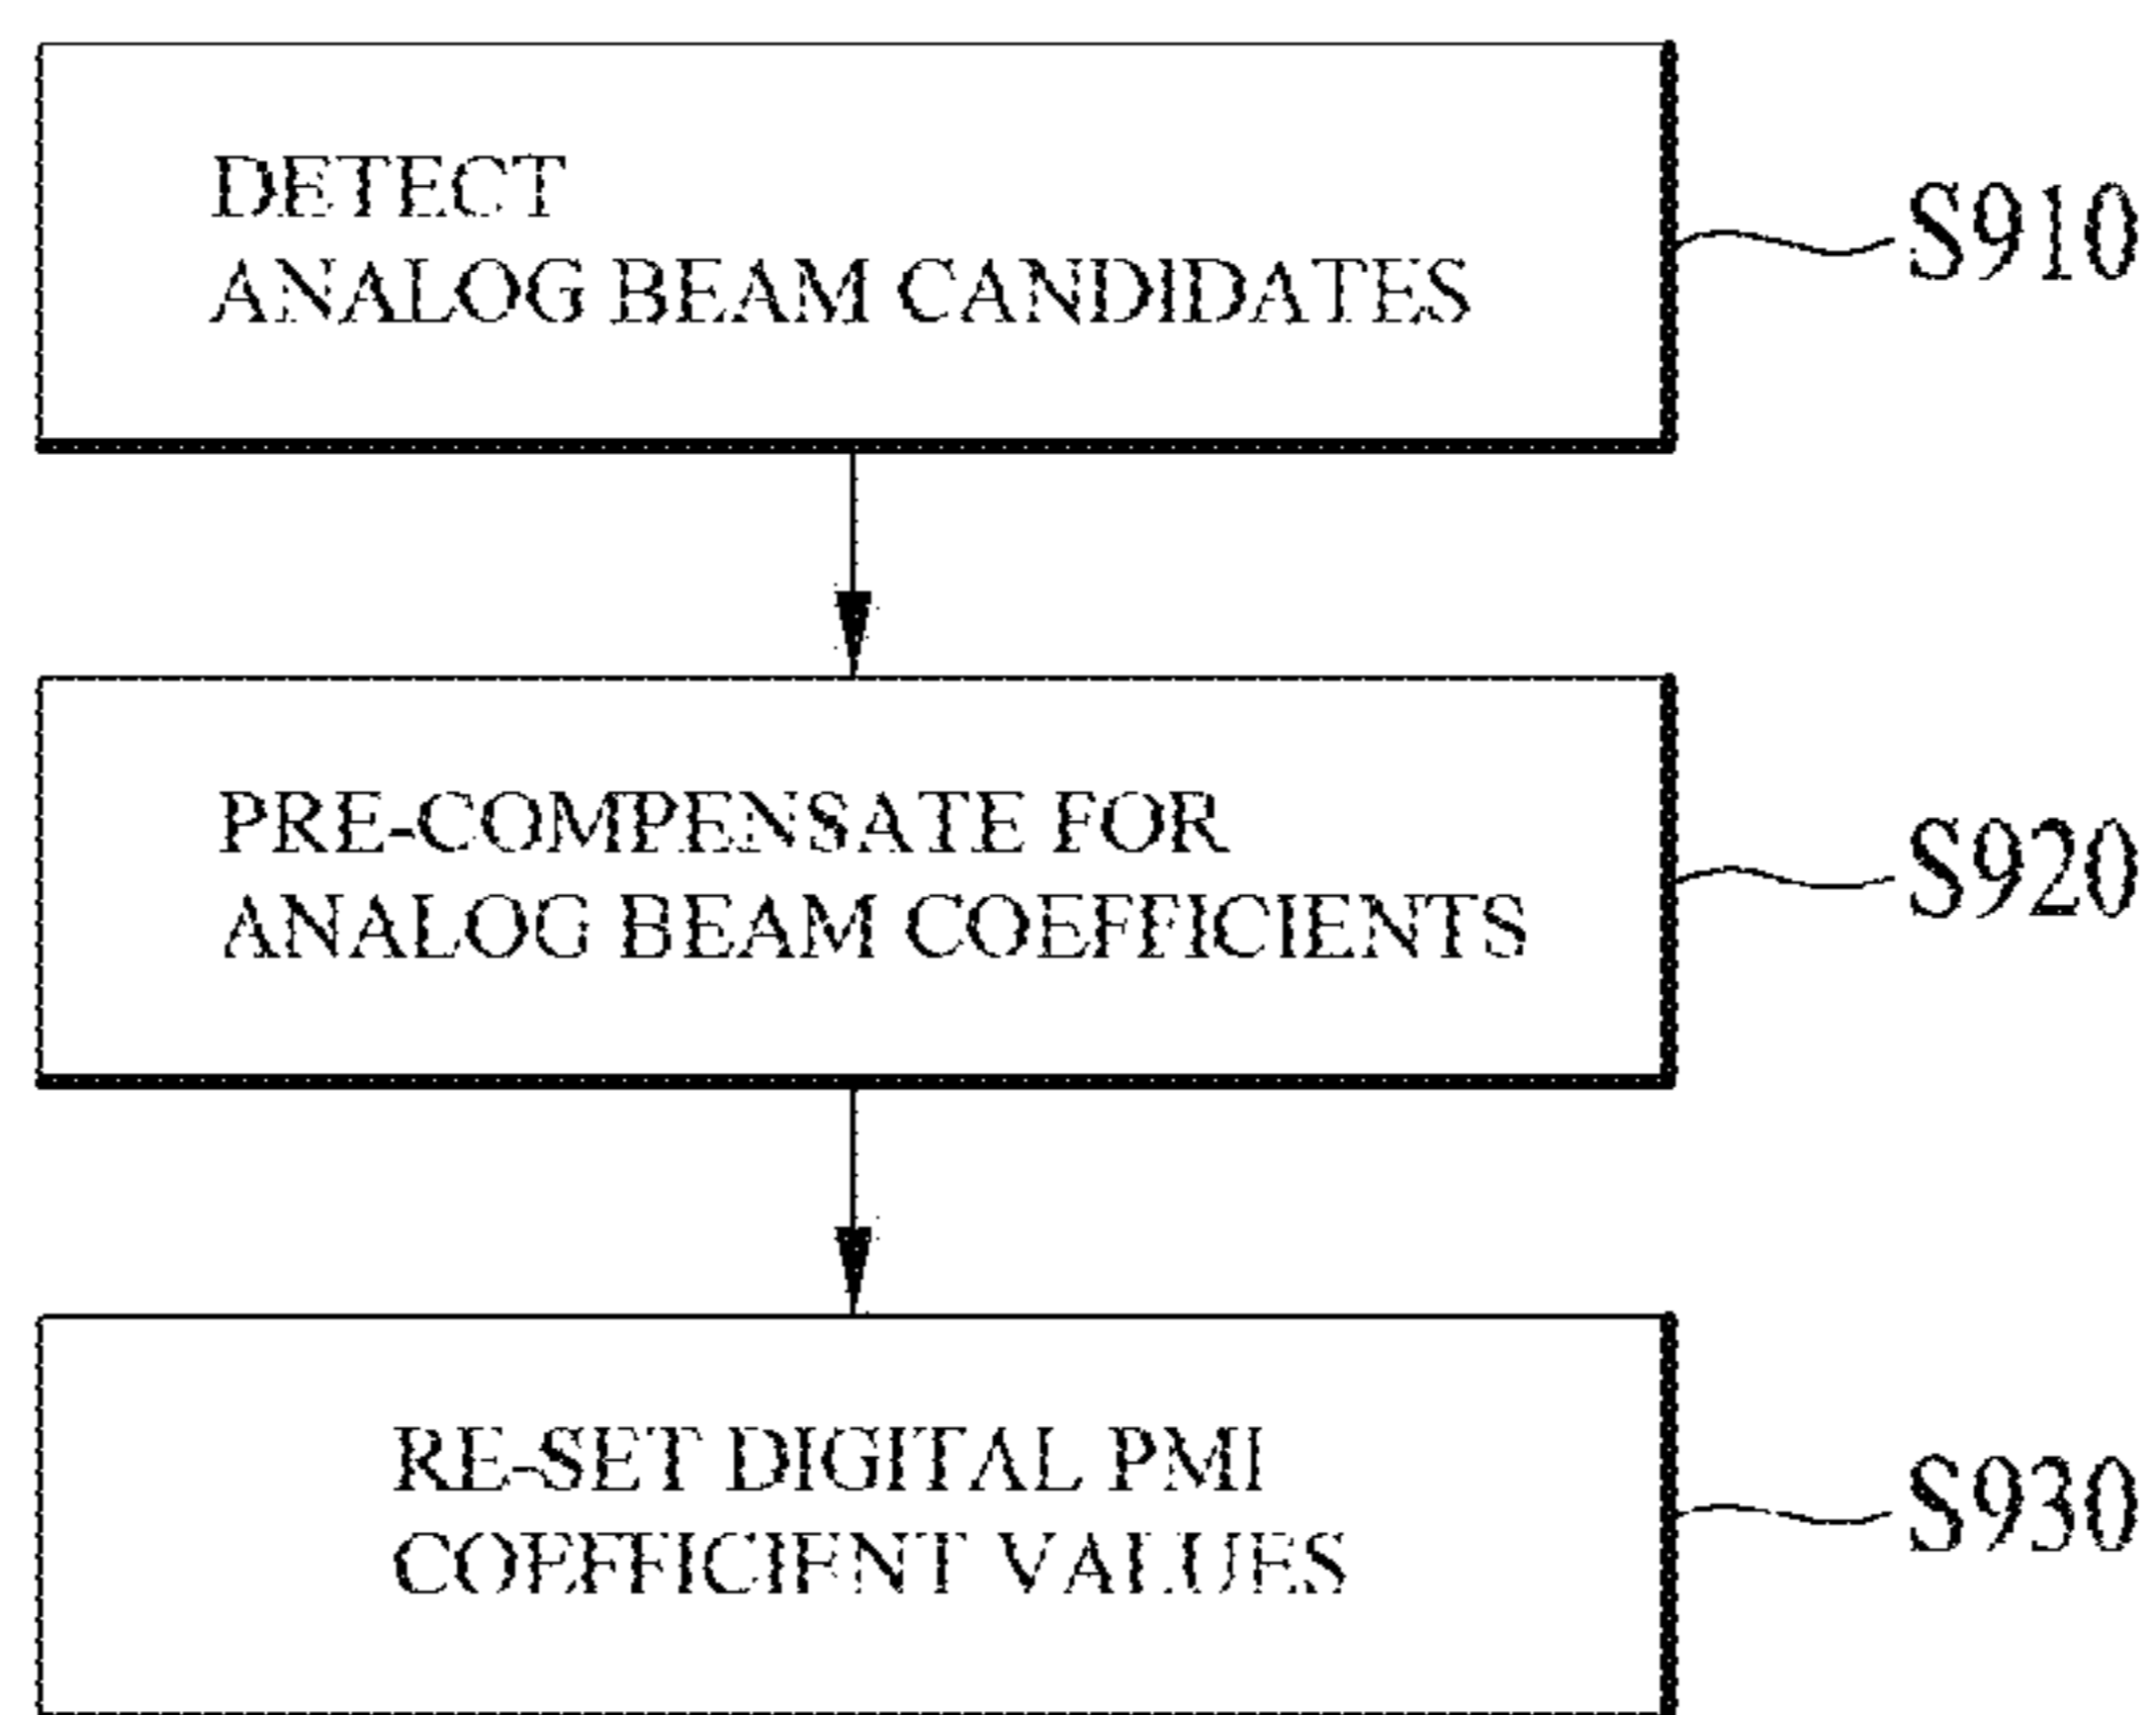 DETECT
ANALOG BEAM CANDIDATES
S910
PRE-COMPENSATE FOR
ANALOG BEAM COEFFICIENTS
S920
RE-SET DIGITAL PMI
COEFFICIENT VALUES
S930